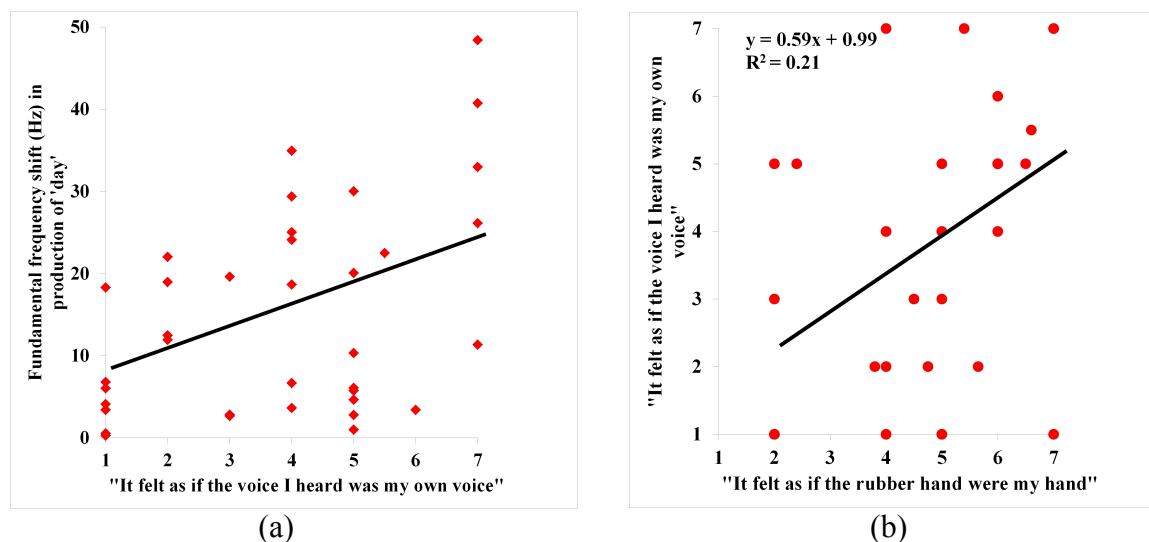 50
40
30
20
10
0
1 2 3 4 5 6 7
Fundamental frequency shift (Hz) in
production of 'day'
"It felt as if the voice I heard was my own voice"
(a)
y = 0.59x + 0.99
R² = 0.21
7
6
5
4
3
2
1
1 2 3 4 5 6 7
"It felt as if the voice I heard was my own
voice"
"It felt as if the rubber hand were my hand"
(b)